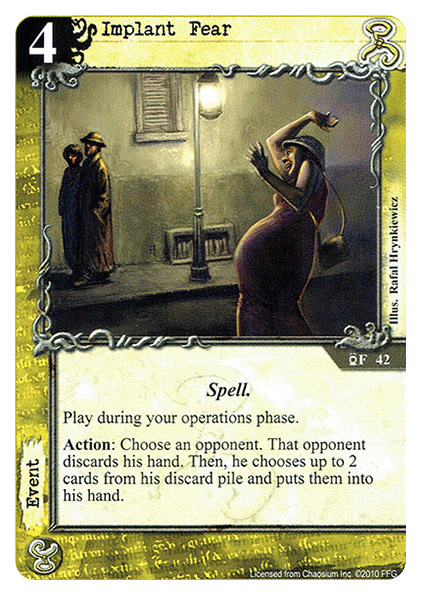 4
Implant Fear
Illus. Rafał Hrynkiewicz
F 42
Spell.
Play during your operations phase.
Action: Choose an opponent. That opponent
discards his hand. Then, he chooses up to 2
cards from his discard pile and puts them into
his hand.
Event
Licensed from Chaosium Inc. ©2010 FFG